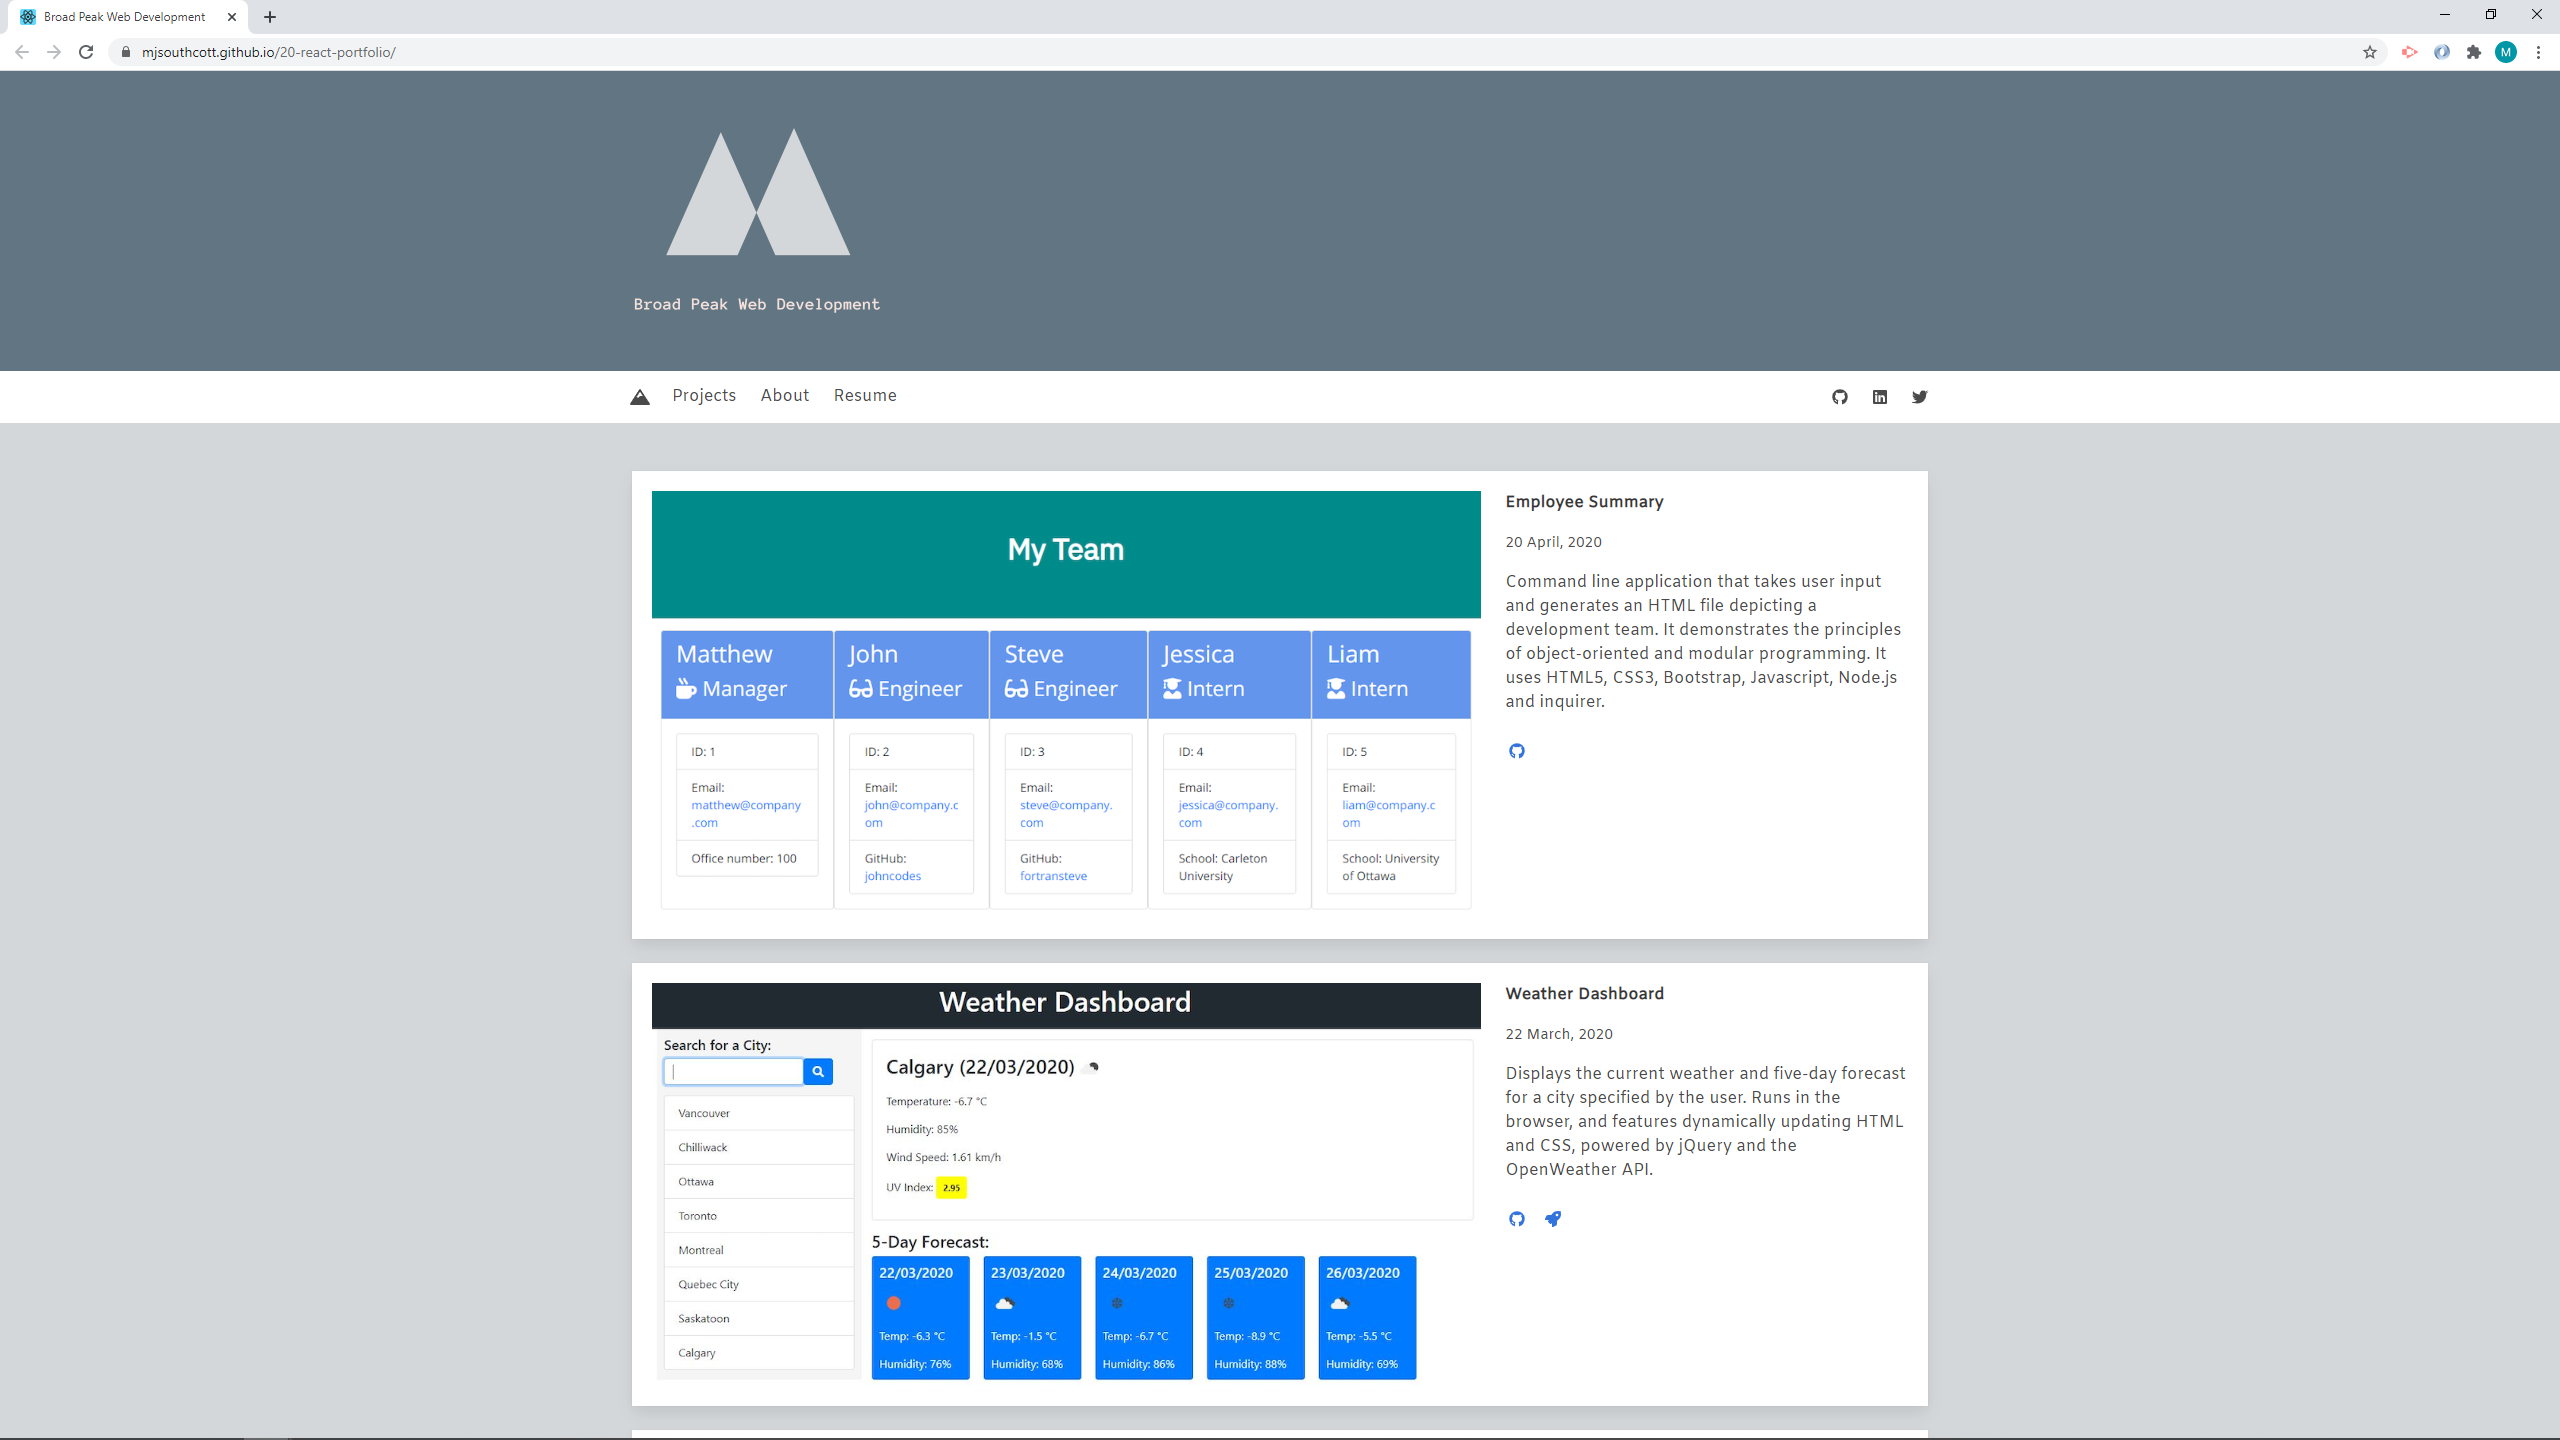 Broad Peak Web Development
mjsouthcott.github.io/20-react-portfolio/
M
Broad Peak Web Development
Projects About Resume
My Team
Matthew
Manager
ID: 1
Email:
matthew@company
.com
Office number: 100
John
Engineer
ID: 2
Email:
john@company.c
om
GitHub:
johncodes
Steve
Engineer
ID: 3
Email:
steve@company.
com
GitHub:
fortransteve
Jessica
Intern
ID: 4
Email:
jessica@company.
com
School: Carleton
University
Liam
Intern
ID: 5
Email:
liam@company.c
om
School: University
of Ottawa
Employee Summary
20 April, 2020
Command line application that takes user input
and generates an HTML file depicting a
development team. It demonstrates the principles
of object-oriented and modular programming. It
uses HTML5, CSS3, Bootstrap, Javascript, Node.js
and inquirer.
Weather Dashboard
Search for a City:
Vancouver
Chilliwack
Ottawa
Toronto
Montreal
Quebec City
Saskatoon
Calgary
Calgary (22/03/2020)
Temperature: -6.7 °C
Humidity: 85%
Wind Speed: 1.61 km/h
UV Index: 2.95
5-Day Forecast:
22/03/2020
Temp: -6.3 °C
Humidity: 76%
23/03/2020
Temp: -1.5 °C
Humidity: 68%
24/03/2020
Temp: -6.7 °C
Humidity: 86%
25/03/2020
Temp: -8.9 °C
Humidity: 88%
26/03/2020
Temp: -5.5 °C
Humidity: 69%
Weather Dashboard
22 March, 2020
Displays the current weather and five-day forecast
for a city specified by the user. Runs in the
browser, and features dynamically updating HTML
and CSS, powered by jQuery and the
OpenWeather API.